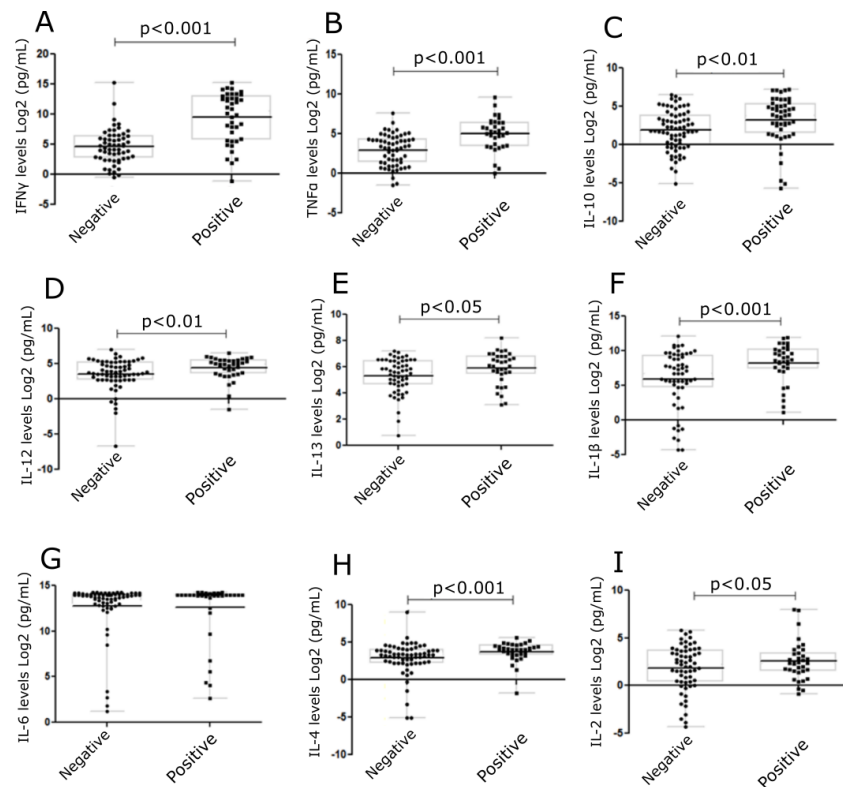 A
p<0.001
IFNγ levels Log2 (pg/mL)
20
15
10
5
0
-5
Negative
Positive
B
p<0.001
TNFα levels Log2 (pg/mL)
15
10
5
0
-5
Negative
Positive
C
p<0.01
IL-10 levels Log2 (pg/mL)
10
5
0
-5
-10
Negative
Positive
D
p<0.01
IL-12 levels Log2 (pg/mL)
10
5
0
-5
-10
Negative
Positive
E
p<0.05
IL-13 levels Log2 (pg/mL)
10
8
6
4
2
0
Negative
Positive
F
p<0.001
IL-1β levels Log2 (pg/mL)
15
10
5
0
-5
Negative
Positive
G
IL-6 levels Log2 (pg/mL)
15
10
5
0
Negative
Positive
H
p<0.001
IL-4 levels Log2 (pg/mL)
10
5
0
-5
-10
Negative
Positive
I
p<0.05
IL-2 levels Log2 (pg/mL)
10
5
0
-5
Negative
Positive